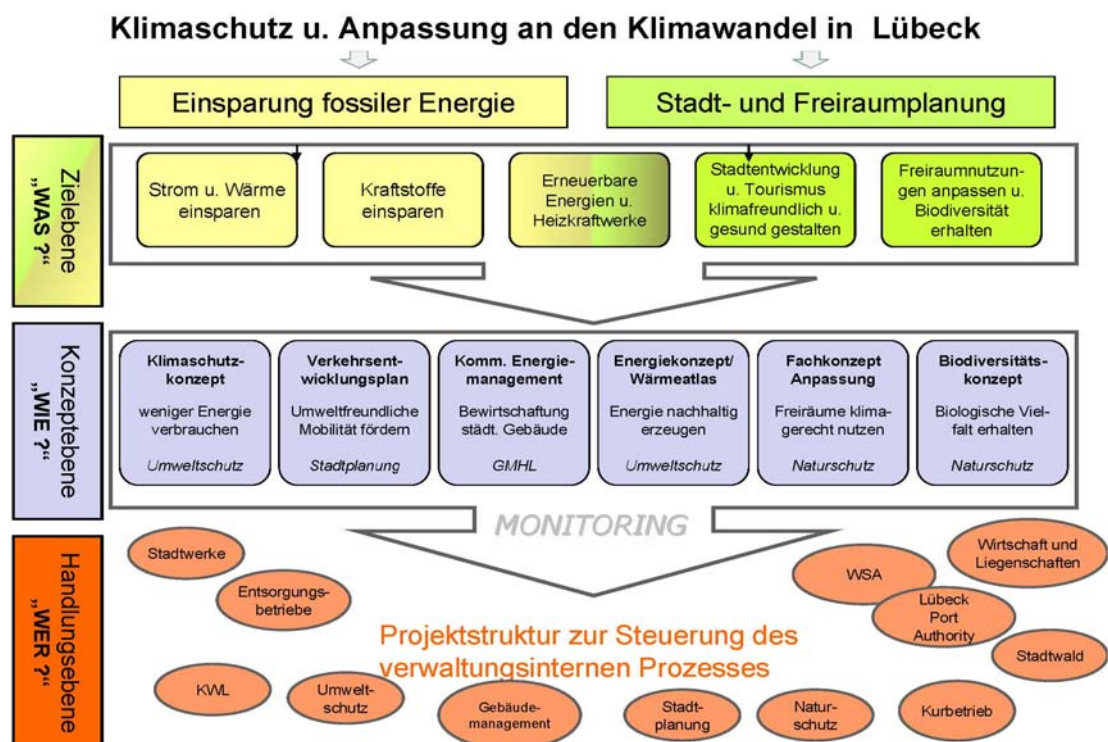 Klimaschutz u. Anpassung an den Klimawandel in Lübeck
Einsparung fossiler Energie
Stadt- und Freiraumplanung
Zielebene
„WAS ?“
Strom u. Wärme
einsparen
Kraftstoffe
einsparen
Erneuerbare
Energien u.
Heizkraftwerke
Stadtentwicklung
u. Tourismus
klimafreundlich u.
gesund gestalten
Freiraumnutzun-
gen anpassen u.
Biodiversität
erhalten
Konzeptebene
„WIE ?“
Klimaschutz-
konzept
weniger Energie
verbrauchen
Umweltschutz
Verkehrsent-
wicklungsplan
Umweltfreundliche
Mobilität fördern
Stadtplanung
Komm. Energie-
management
Bewirtschaftung
städt. Gebäude
GMHL
Energiekonzept/
Wärmeatlas
Energie nachhaltig
erzeugen
Umweltschutz
Fachkonzept
Anpassung
Freiräume klima-
gerecht nutzen
Naturschutz
Biodiversitäts-
konzept
Biologische Viel-
falt erhalten
Naturschutz
MONITORING
Handlungsebene
„WER ?“
Stadtwerke
Entsorgungs-
betriebe
WSA
Wirtschaft und
Liegenschaften
Lübeck
Port
Authority
Stadtwald
Projektstruktur zur Steuerung des
verwaltungsinternen Prozesses
KWL
Umwelt-
schutz
Gebäude-
management
Stadt-
planung
Natur-
schutz
Kurbetrieb